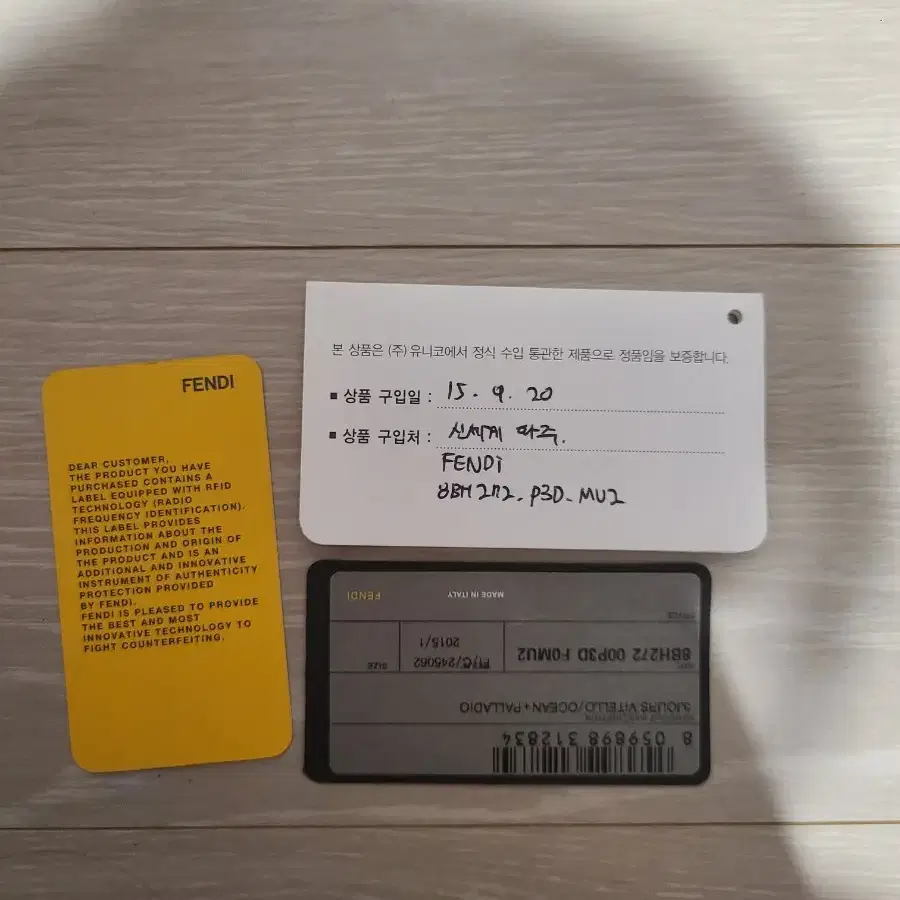 FENDI
DEAR CUSTOMER,
THE PRODUCT YOU HAVE
PURCHASED CONTAINS A
LABEL EQUIPPED WITH RFID
TECHNOLOGY (RADIO
FREQUENCY IDENTIFICATION).
THIS LABEL PROVIDES
INFORMATION ABOUT THE
PRODUCTION AND ORIGIN OF
THE PRODUCT AND IS AN
ADDITIONAL AND INNOVATIVE
INSTRUMENT OF AUTHENTICITY
PROTECTION PROVIDED
BY FENDI.
FENDI IS PLEASED TO PROVIDE
THE BEST AND MOST
INNOVATIVE TECHNOLOGY TO
FIGHT COUNTERFEITING.
본 상품은 (주)유니코에서 정식 수입 통관한 제품으로 정품임을 보증합니다.
■ 상품 구입일 : 15. 9. 20
■ 상품 구입처 : 신세계 파주.
FENDi
8BH272-P3D-MU2
8 059898 312834
3JOURS VITELLO/OCEAN+PALLADIO
8BH272 00P3D F0MU2
/245062
SIZE
2015/1
MADE IN ITALY
FENDI